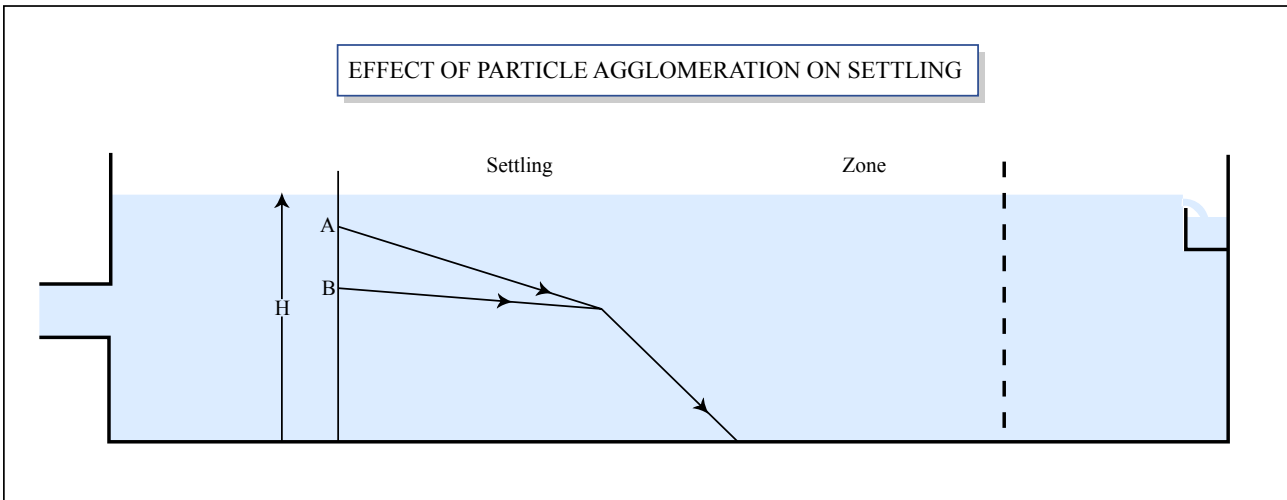 EFFECT OF PARTICLE AGGLOMERATION ON SETTLING
Settling Zone
A
B
H